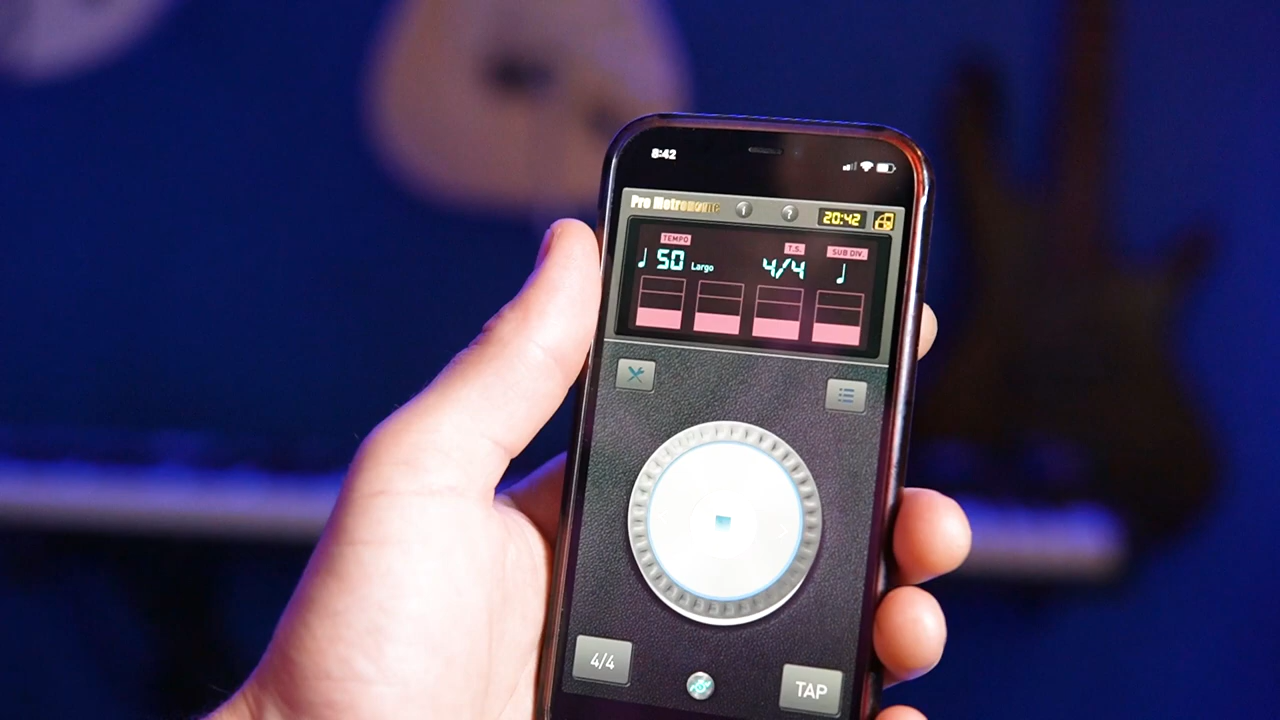 8:42
Pro Metronome i ? 20:42
TEMPO T.S. SUB DIV.
50 Largo 4/4
4/4 TAP